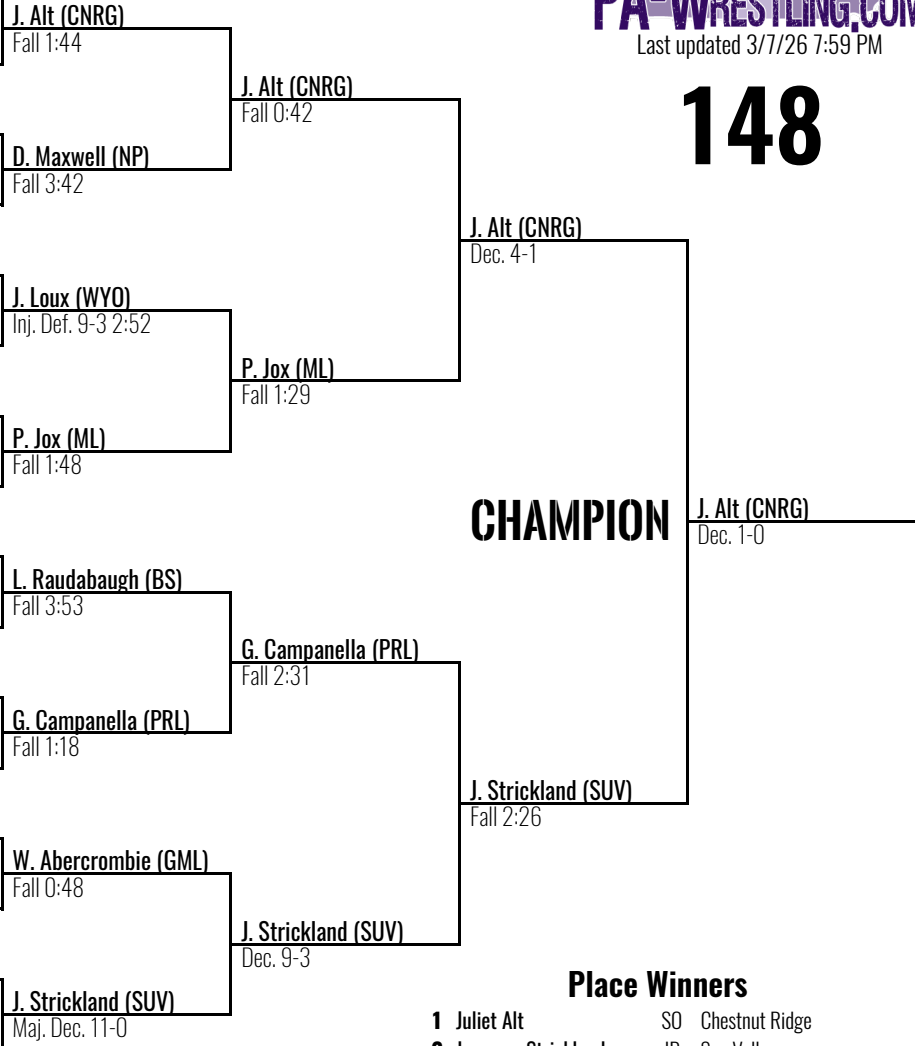 PA-WRESTLING.COM
Last updated 3/7/26 7:59 PM
148
J. Alt (CNRG)
Fall 1:44
J. Alt (CNRG)
Fall 0:42
D. Maxwell (NP)
Fall 3:42
J. Alt (CNRG)
Dec. 4-1
J. Loux (WYO)
Inj. Def. 9-3 2:52
P. Jox (ML)
Fall 1:29
P. Jox (ML)
Fall 1:48
CHAMPION
J. Alt (CNRG)
Dec. 1-0
L. Raudabaugh (BS)
Fall 3:53
G. Campanella (PRL)
Fall 2:31
G. Campanella (PRL)
Fall 1:18
J. Strickland (SUV)
Fall 2:26
W. Abercrombie (GML)
Fall 0:48
J. Strickland (SUV)
Dec. 9-3
J. Strickland (SUV)
Maj. Dec. 11-0
Place Winners
1 Juliet Alt SO Chestnut Ridge